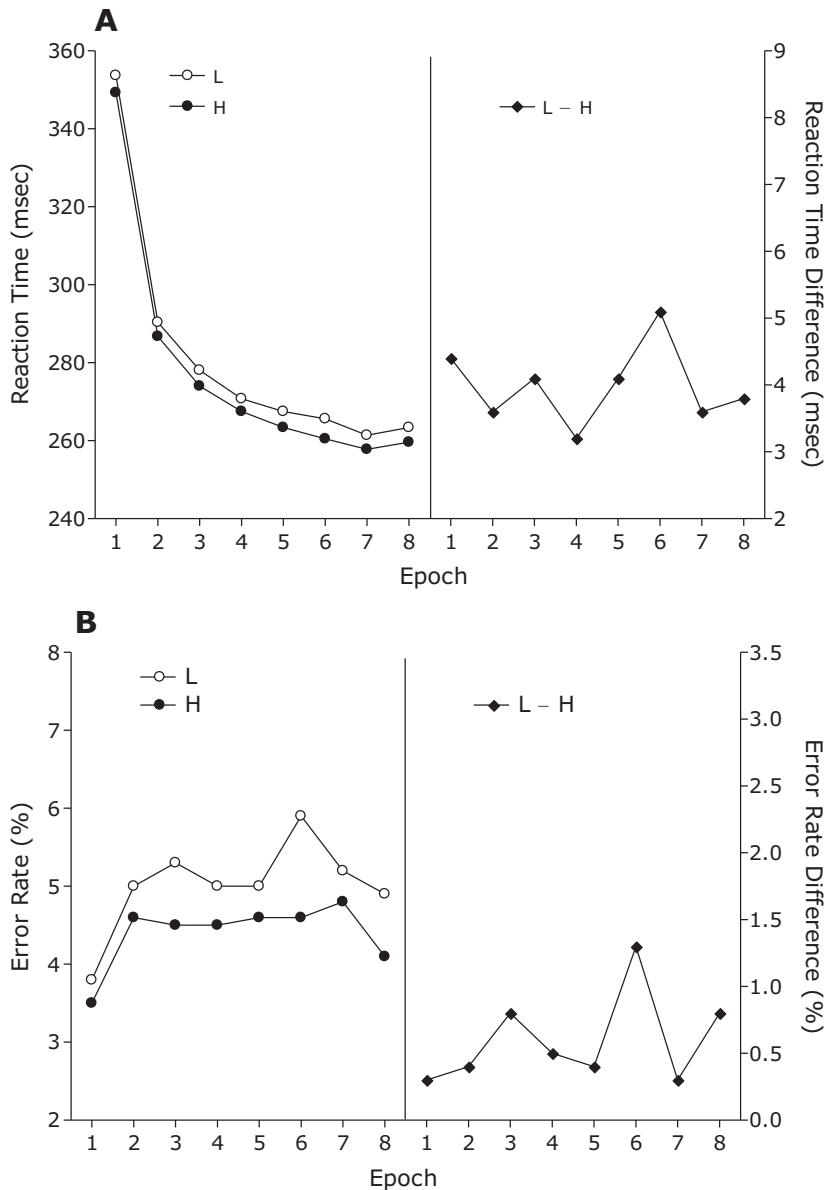 A
360
340
320
300
280
260
240
Reaction Time (msec)
L
H
L – H
9
8
7
6
5
4
3
2
Reaction Time Difference (msec)
1 2 3 4 5 6 7 8 1 2 3 4 5 6 7 8
Epoch
B
8
7
6
5
4
3
2
Error Rate (%)
L
H
L – H
3.5
3.0
2.5
2.0
1.5
1.0
0.5
0.0
Error Rate Difference (%)
1 2 3 4 5 6 7 8 1 2 3 4 5 6 7 8
Epoch